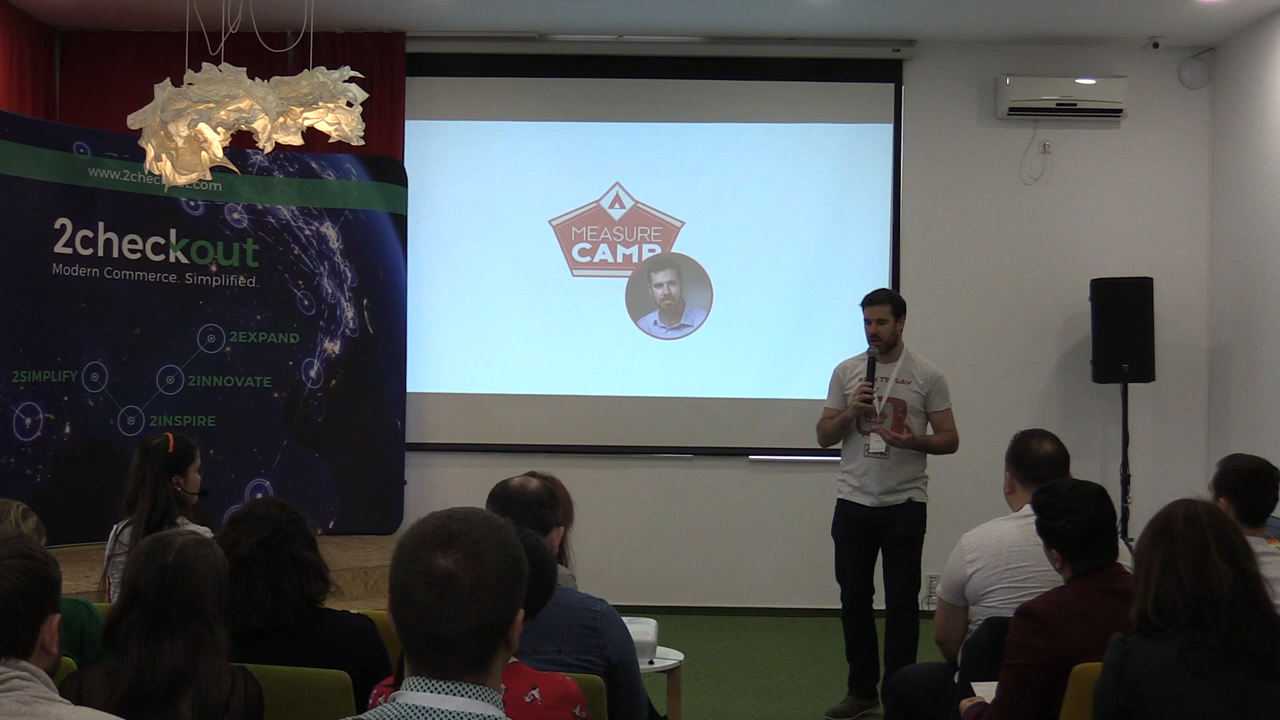 www.2checkout.com
2checkout
Modern Commerce. Simplified.
2EXPAND
2SIMPLIFY
2INNOVATE
2INSPIRE
MEASURE
CAMP